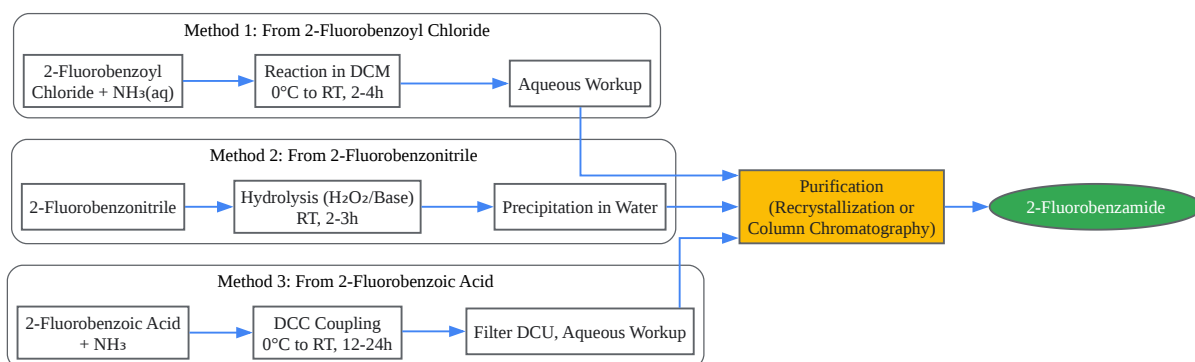 Method 1: From 2-Fluorobenzoyl Chloride
2-Fluorobenzoyl
Chloride + NH₃(aq)
Reaction in DCM
0°C to RT, 2-4h
Aqueous Workup
Method 2: From 2-Fluorobenzonitrile
2-Fluorobenzonitrile
Hydrolysis (H₂O₂/Base)
RT, 2-3h
Precipitation in Water
Purification
(Recrystallization or
Column Chromatography)
2-Fluorobenzamide
Method 3: From 2-Fluorobenzoic Acid
2-Fluorobenzoic Acid
+ NH₃
DCC Coupling
0°C to RT, 12-24h
Filter DCU, Aqueous Workup